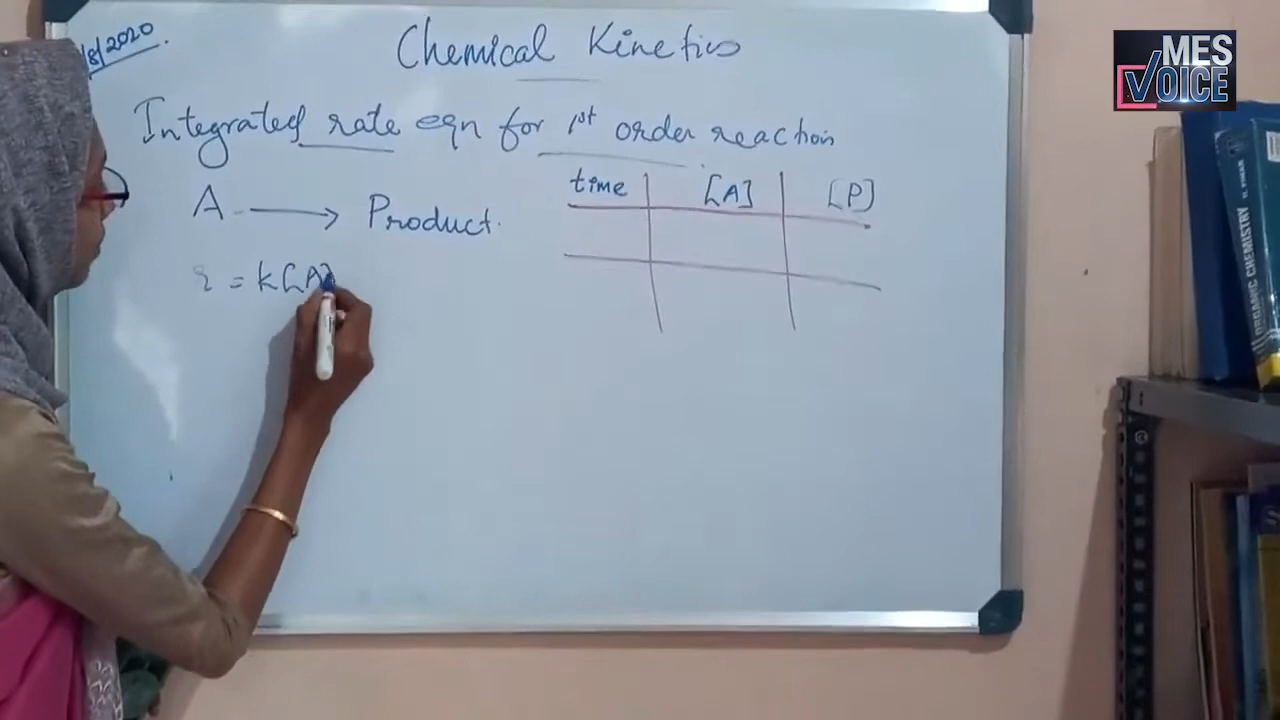 /8/2020
Chemical Kinetics
Integrated rate eqn for 1st order reaction
A → Product.
r = k[A]
time [A] [P]
MES
VOICE
ORGANIC CHEMISTRY